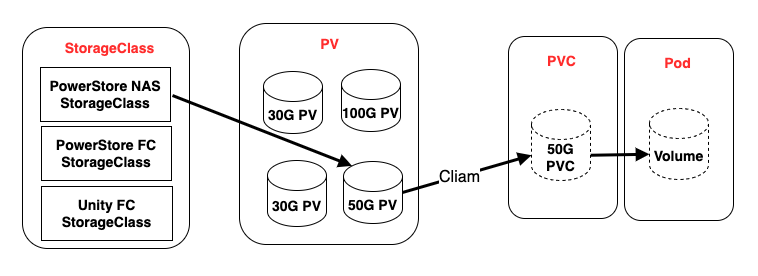 StorageClass
PowerStore NAS
StorageClass
PowerStore FC
StorageClass
Unity FC
StorageClass
PV
30G PV
100G PV
30G PV
50G PV
Cliam
PVC
50G
PVC
Pod
Volume